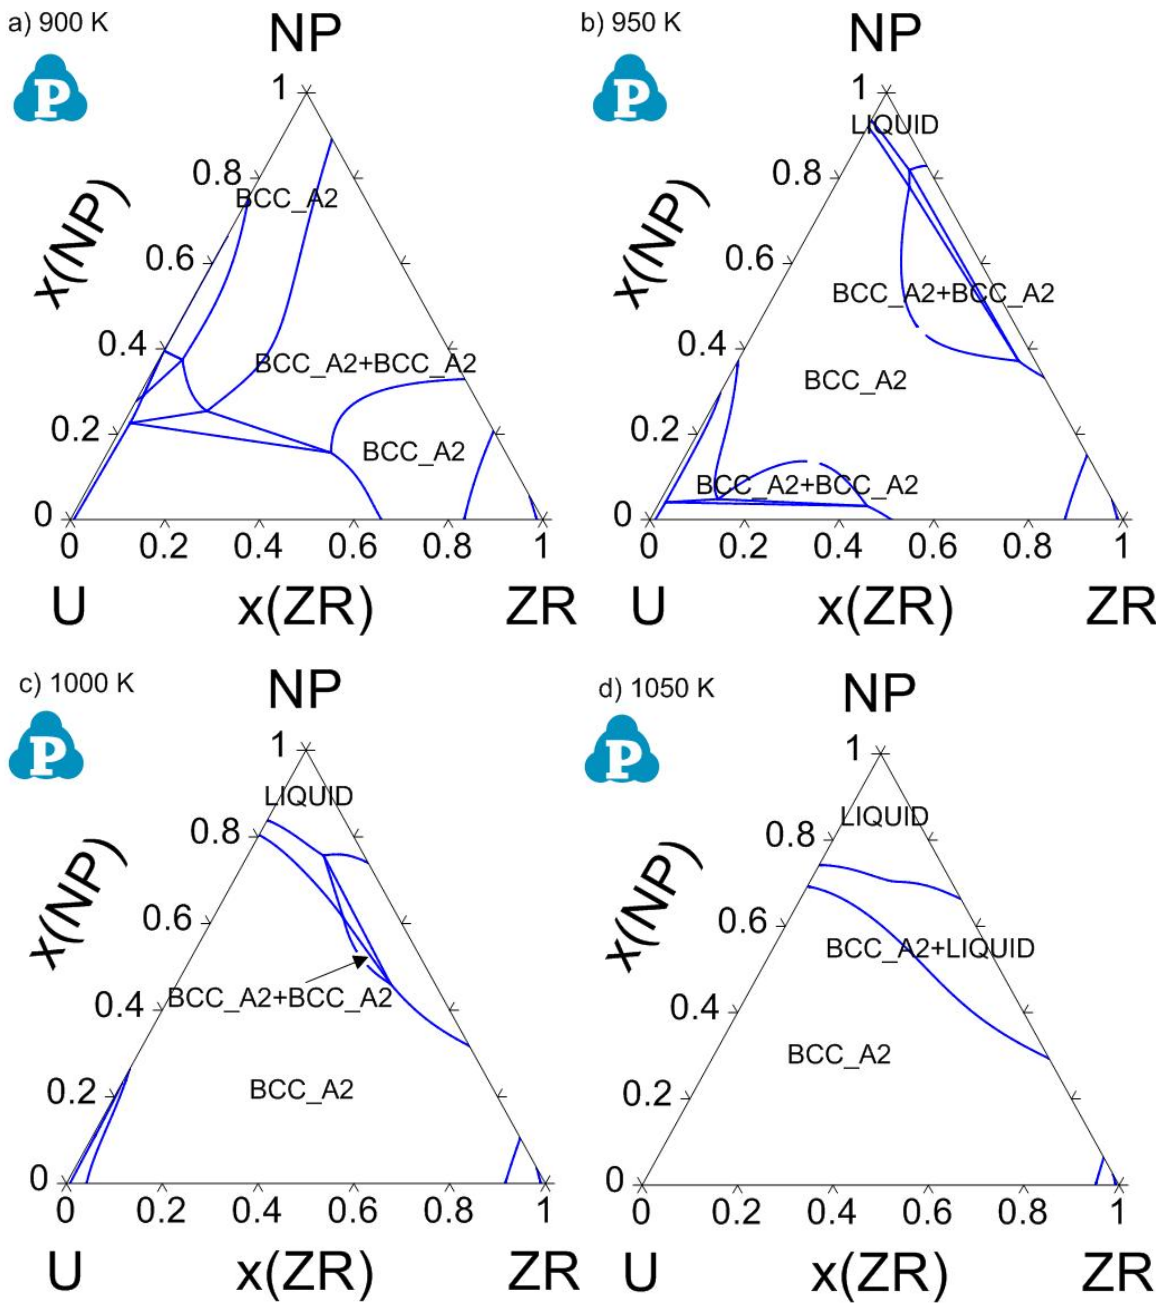 a) 900 K
NP
P
1
0.8
BCC_A2
x(NP)
0.6
0.4
BCC_A2+BCC_A2
0.2
BCC_A2
0
0 0.2 0.4 0.6 0.8 1
U x(ZR) ZR
b) 950 K
NP
P
1
LIQUID
0.8
x(NP)
0.6
BCC_A2+BCC_A2
0.4
BCC_A2
0.2
BCC_A2+BCC_A2
0
0 0.2 0.4 0.6 0.8 1
U x(ZR) ZR
c) 1000 K
NP
P
1
LIQUID
0.8
x(NP)
0.6
BCC_A2+BCC_A2
0.4
BCC_A2
0.2
0
0 0.2 0.4 0.6 0.8 1
U x(ZR) ZR
d) 1050 K
NP
P
1
LIQUID
0.8
x(NP)
0.6
BCC_A2+LIQUID
0.4
BCC_A2
0.2
0
0 0.2 0.4 0.6 0.8 1
U x(ZR) ZR